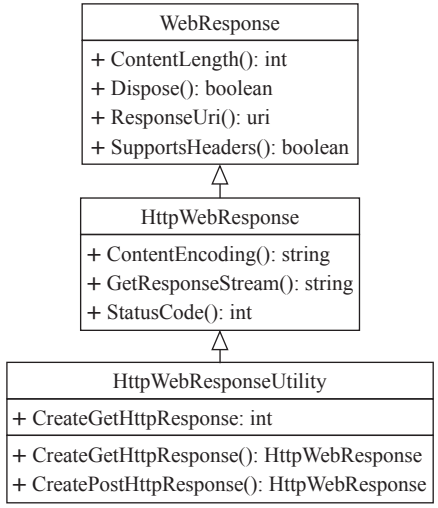 WebResponse
+ ContentLength(): int
+ Dispose(): boolean
+ ResponseUri(): uri
+ SupportsHeaders(): boolean
HttpWebResponse
+ ContentEncoding(): string
+ GetResponseStream(): string
+ StatusCode(): int
HttpWebResponseUtility
+ CreateGetHttpResponse: int
+ CreateGetHttpResponse(): HttpWebResponse
+ CreatePostHttpResponse(): HttpWebResponse